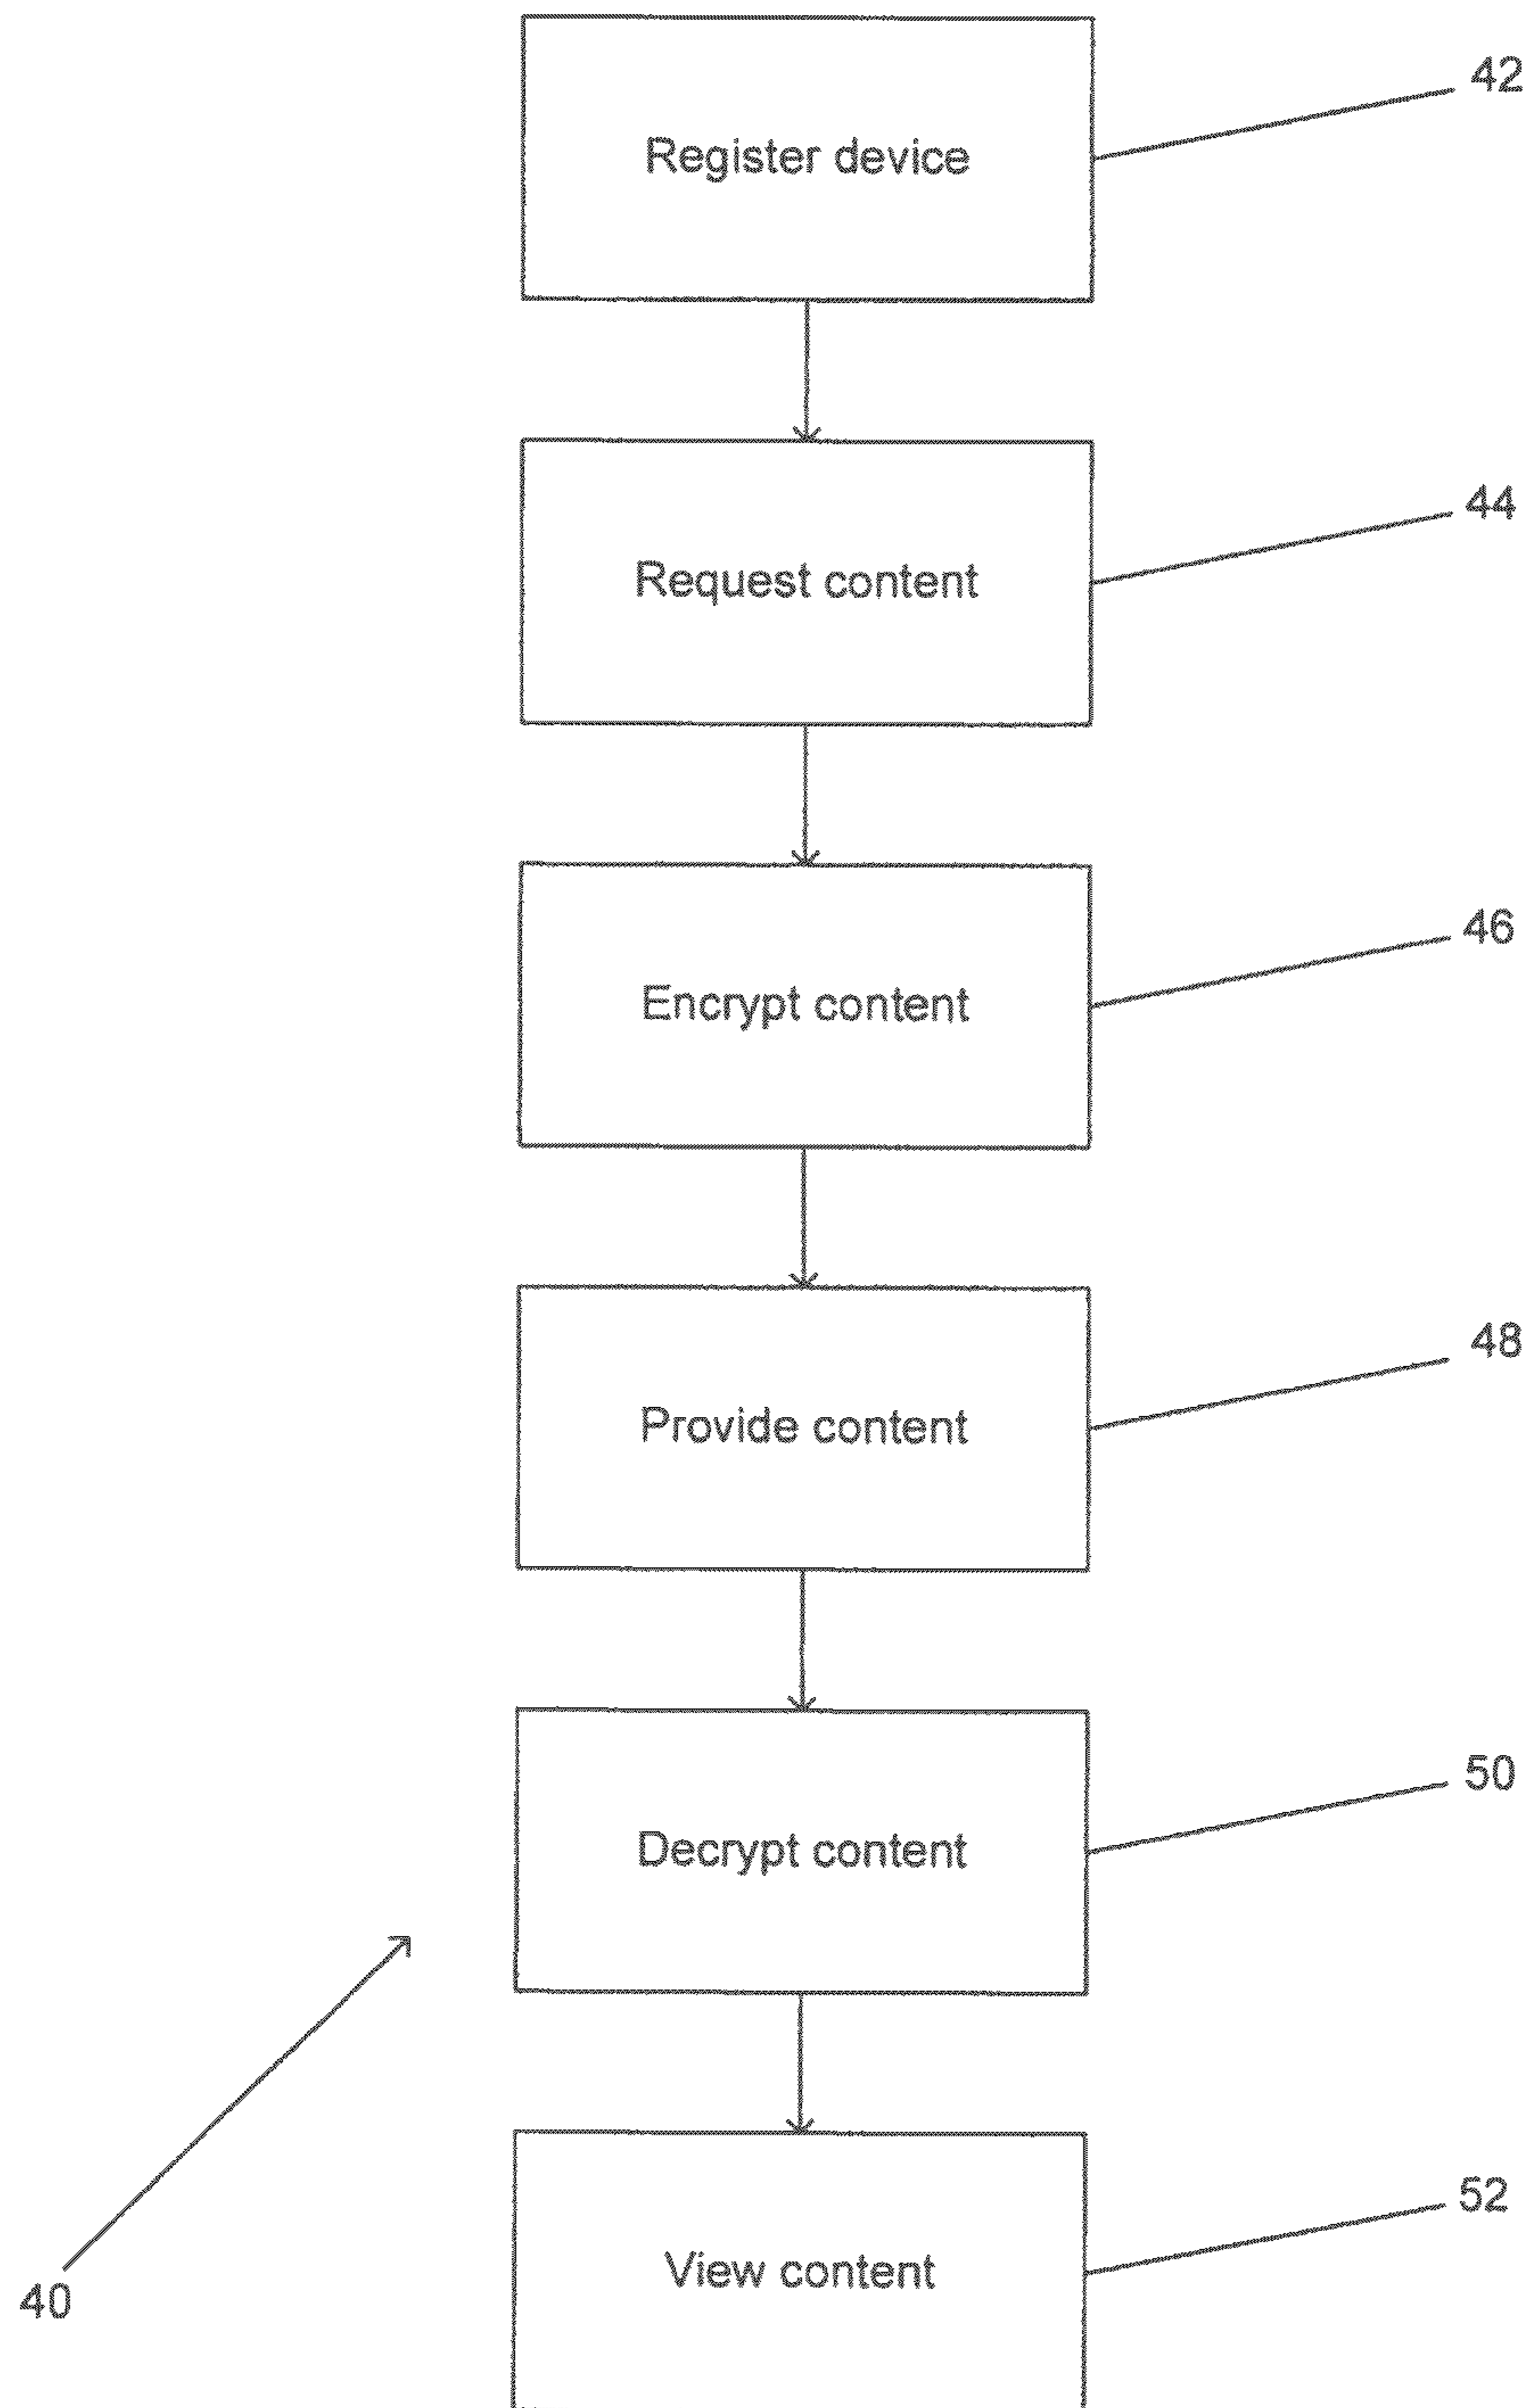 42
Register device
44
Request content
46
Encrypt content
48
Provide content
50
Decrypt content
52
View content
40